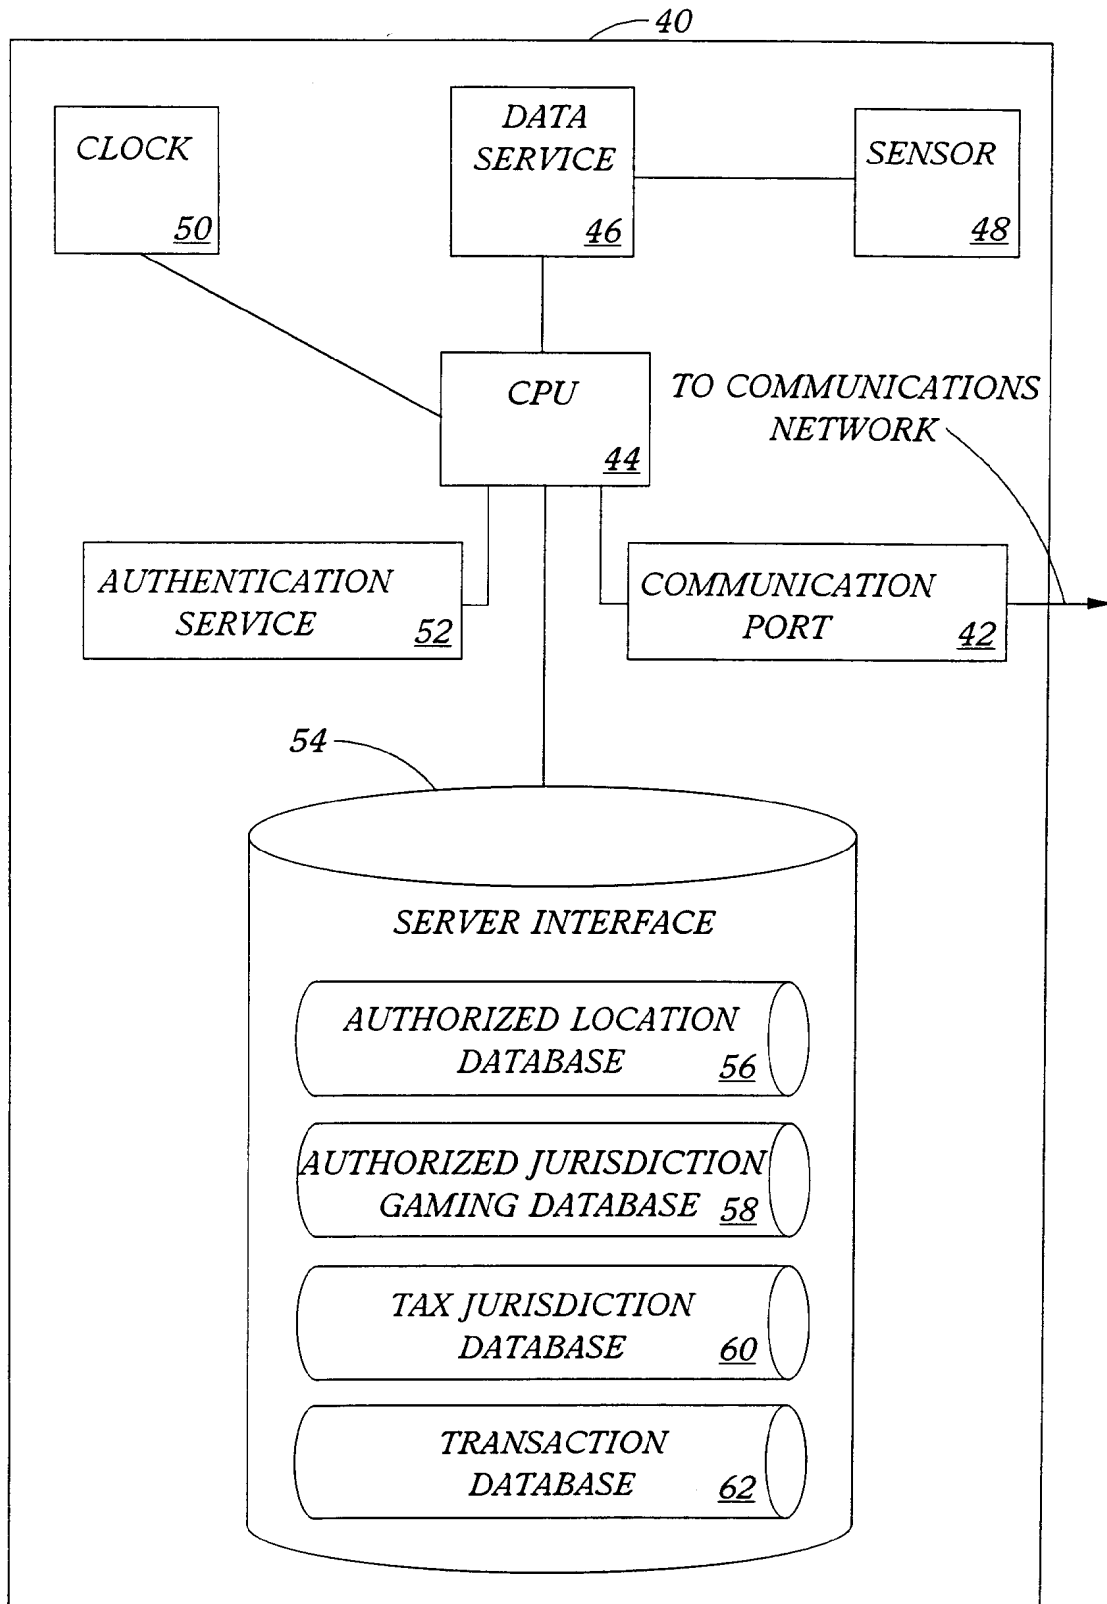 40
CLOCK
50
DATA
SERVICE
46
SENSOR
48
CPU
44
TO COMMUNICATIONS
NETWORK
AUTHENTICATION
SERVICE
52
COMMUNICATION
PORT
42
54
SERVER INTERFACE
AUTHORIZED LOCATION
DATABASE
56
AUTHORIZED JURISDICTION
GAMING DATABASE
58
TAX JURISDICTION
DATABASE
60
TRANSACTION
DATABASE
62